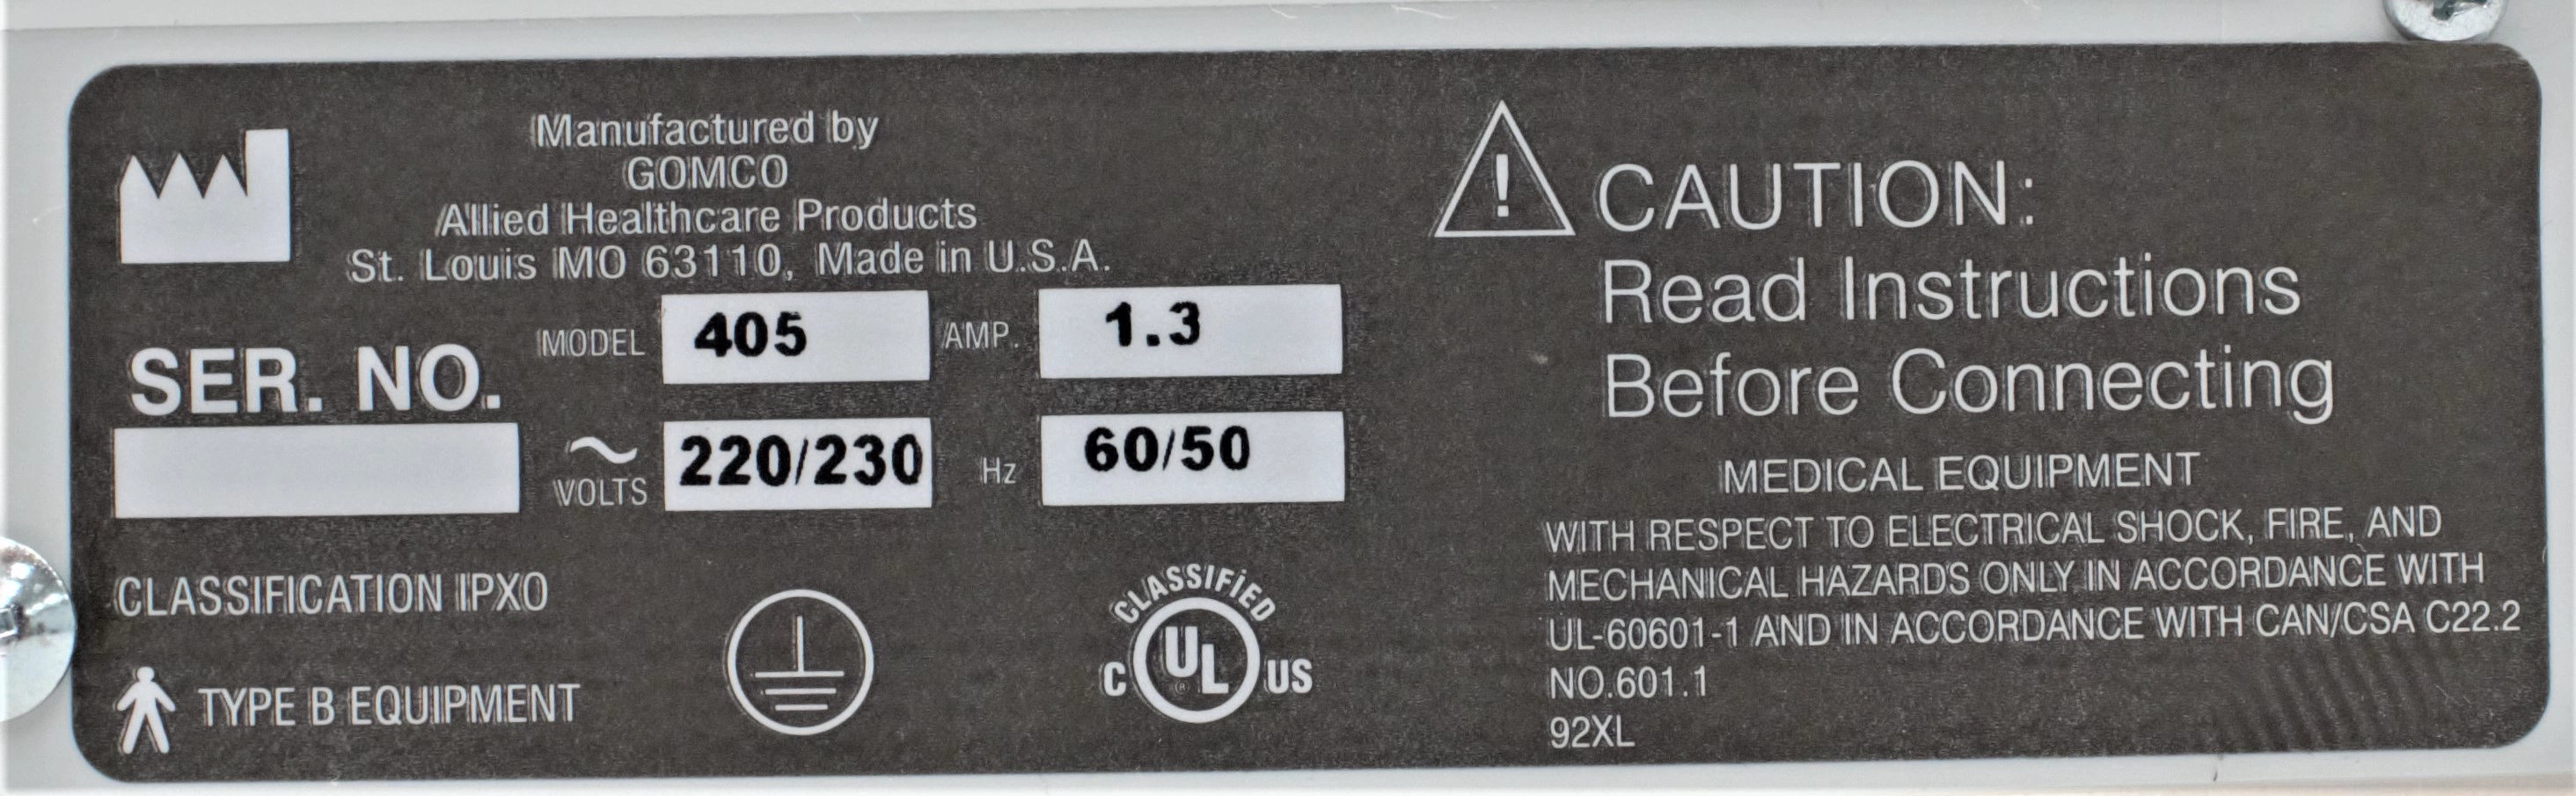 Manufactured by
GOMCO
Allied Healthcare Products
St. Louis MO 63110, Made in U.S.A.
MODEL 405 AMP. 1.3
SER. NO.
~ VOLTS 220/230 Hz 60/50
CLASSIFICATION IPXO
TYPE B EQUIPMENT
CLASSIFIED
C UL® US
! CAUTION:
Read Instructions
Before Connecting
MEDICAL EQUIPMENT
WITH RESPECT TO ELECTRICAL SHOCK, FIRE, AND
MECHANICAL HAZARDS ONLY IN ACCORDANCE WITH
UL-60601-1 AND IN ACCORDANCE WITH CAN/CSA C22.2
NO.601.1
92XL